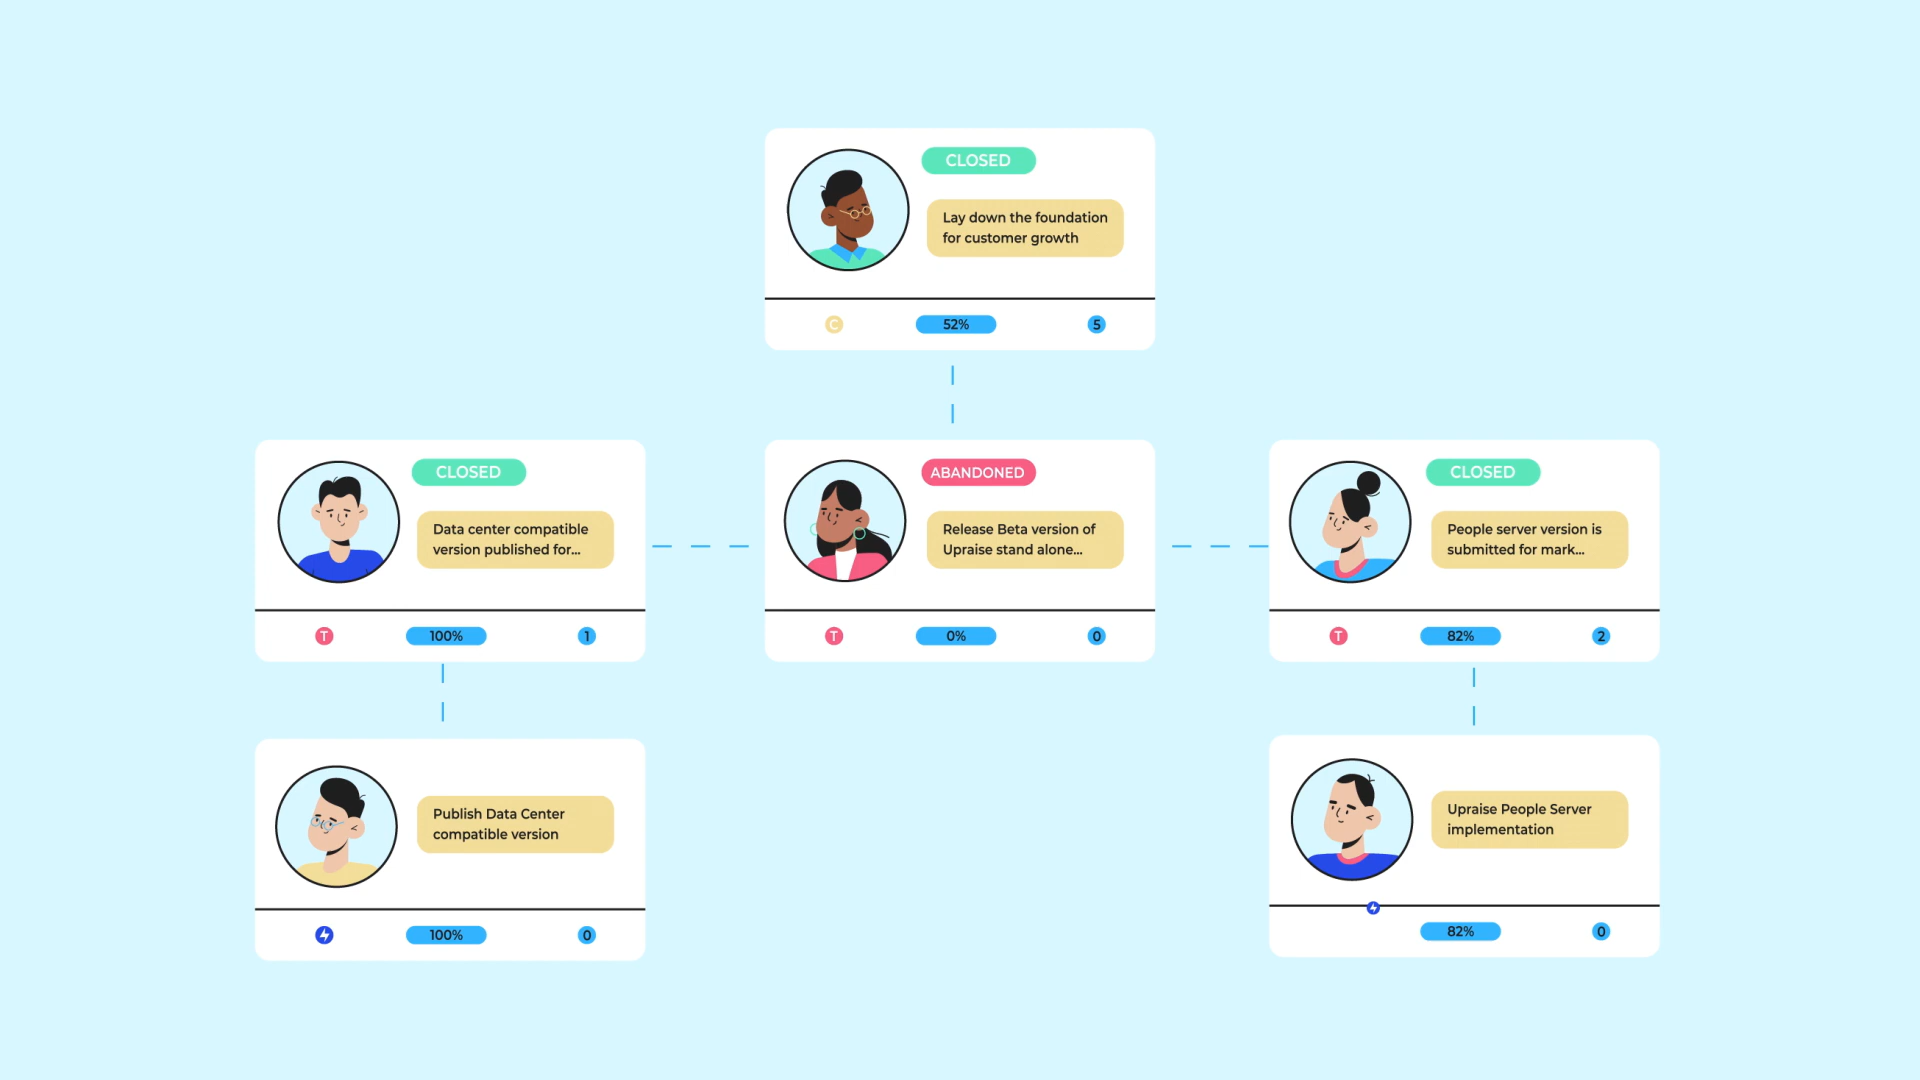 CLOSED
Lay down the foundation
for customer growth
C
52%
5
CLOSED
Data center compatible
version published for...
T
100%
1
ABANDONED
Release Beta version of
Upraise stand alone...
T
0%
0
CLOSED
People server version is
submitted for mark...
T
82%
2
Publish Data Center
compatible version
100%
0
Upraise People Server
implementation
82%
0